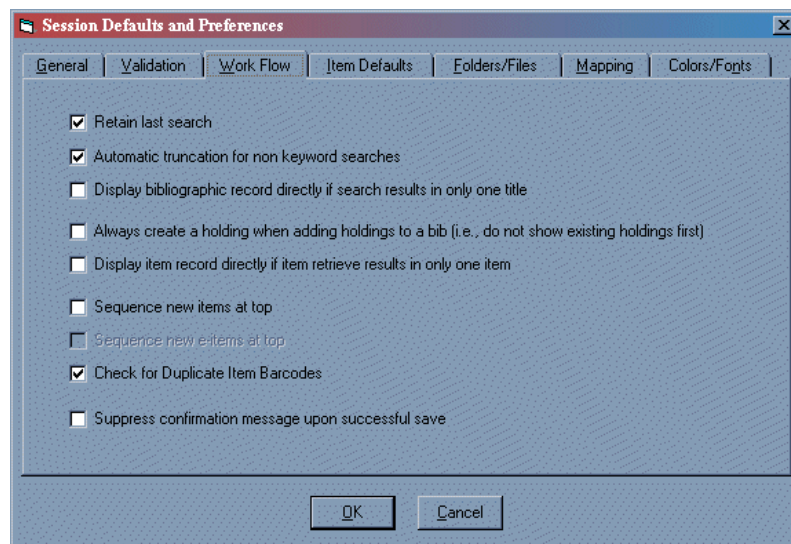 Session Defaults and Preferences
General Validation Work Flow Item Defaults Folders/Files Mapping Colors/Fonts
Retain last search
Automatic truncation for non keyword searches
Display bibliographic record directly if search results in only one title
Always create a holding when adding holdings to a bib (i.e., do not show existing holdings first)
Display item record directly if item retrieve results in only one item
Sequence new items at top
Sequence new e-items at top
Check for Duplicate Item Barcodes
Suppress confirmation message upon successful save
OK Cancel